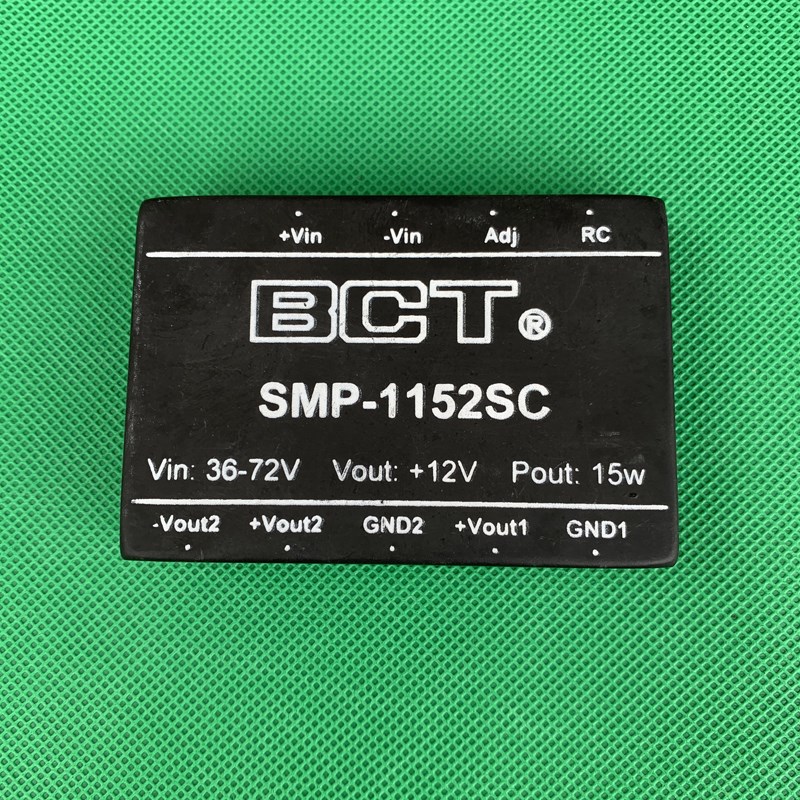 +Vin -Vin Adj RC
BCT®
SMP-1152SC
Vin: 36-72V Vout: +12V Pout: 15w
-Vout2 +Vout2 GND2 +Vout1 GND1